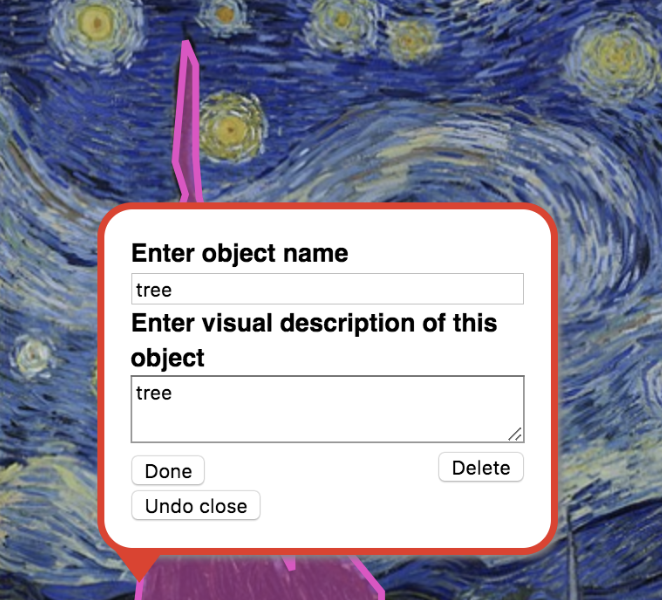 Enter object name
tree
Enter visual description of this
object
tree
Done
Delete
Undo close